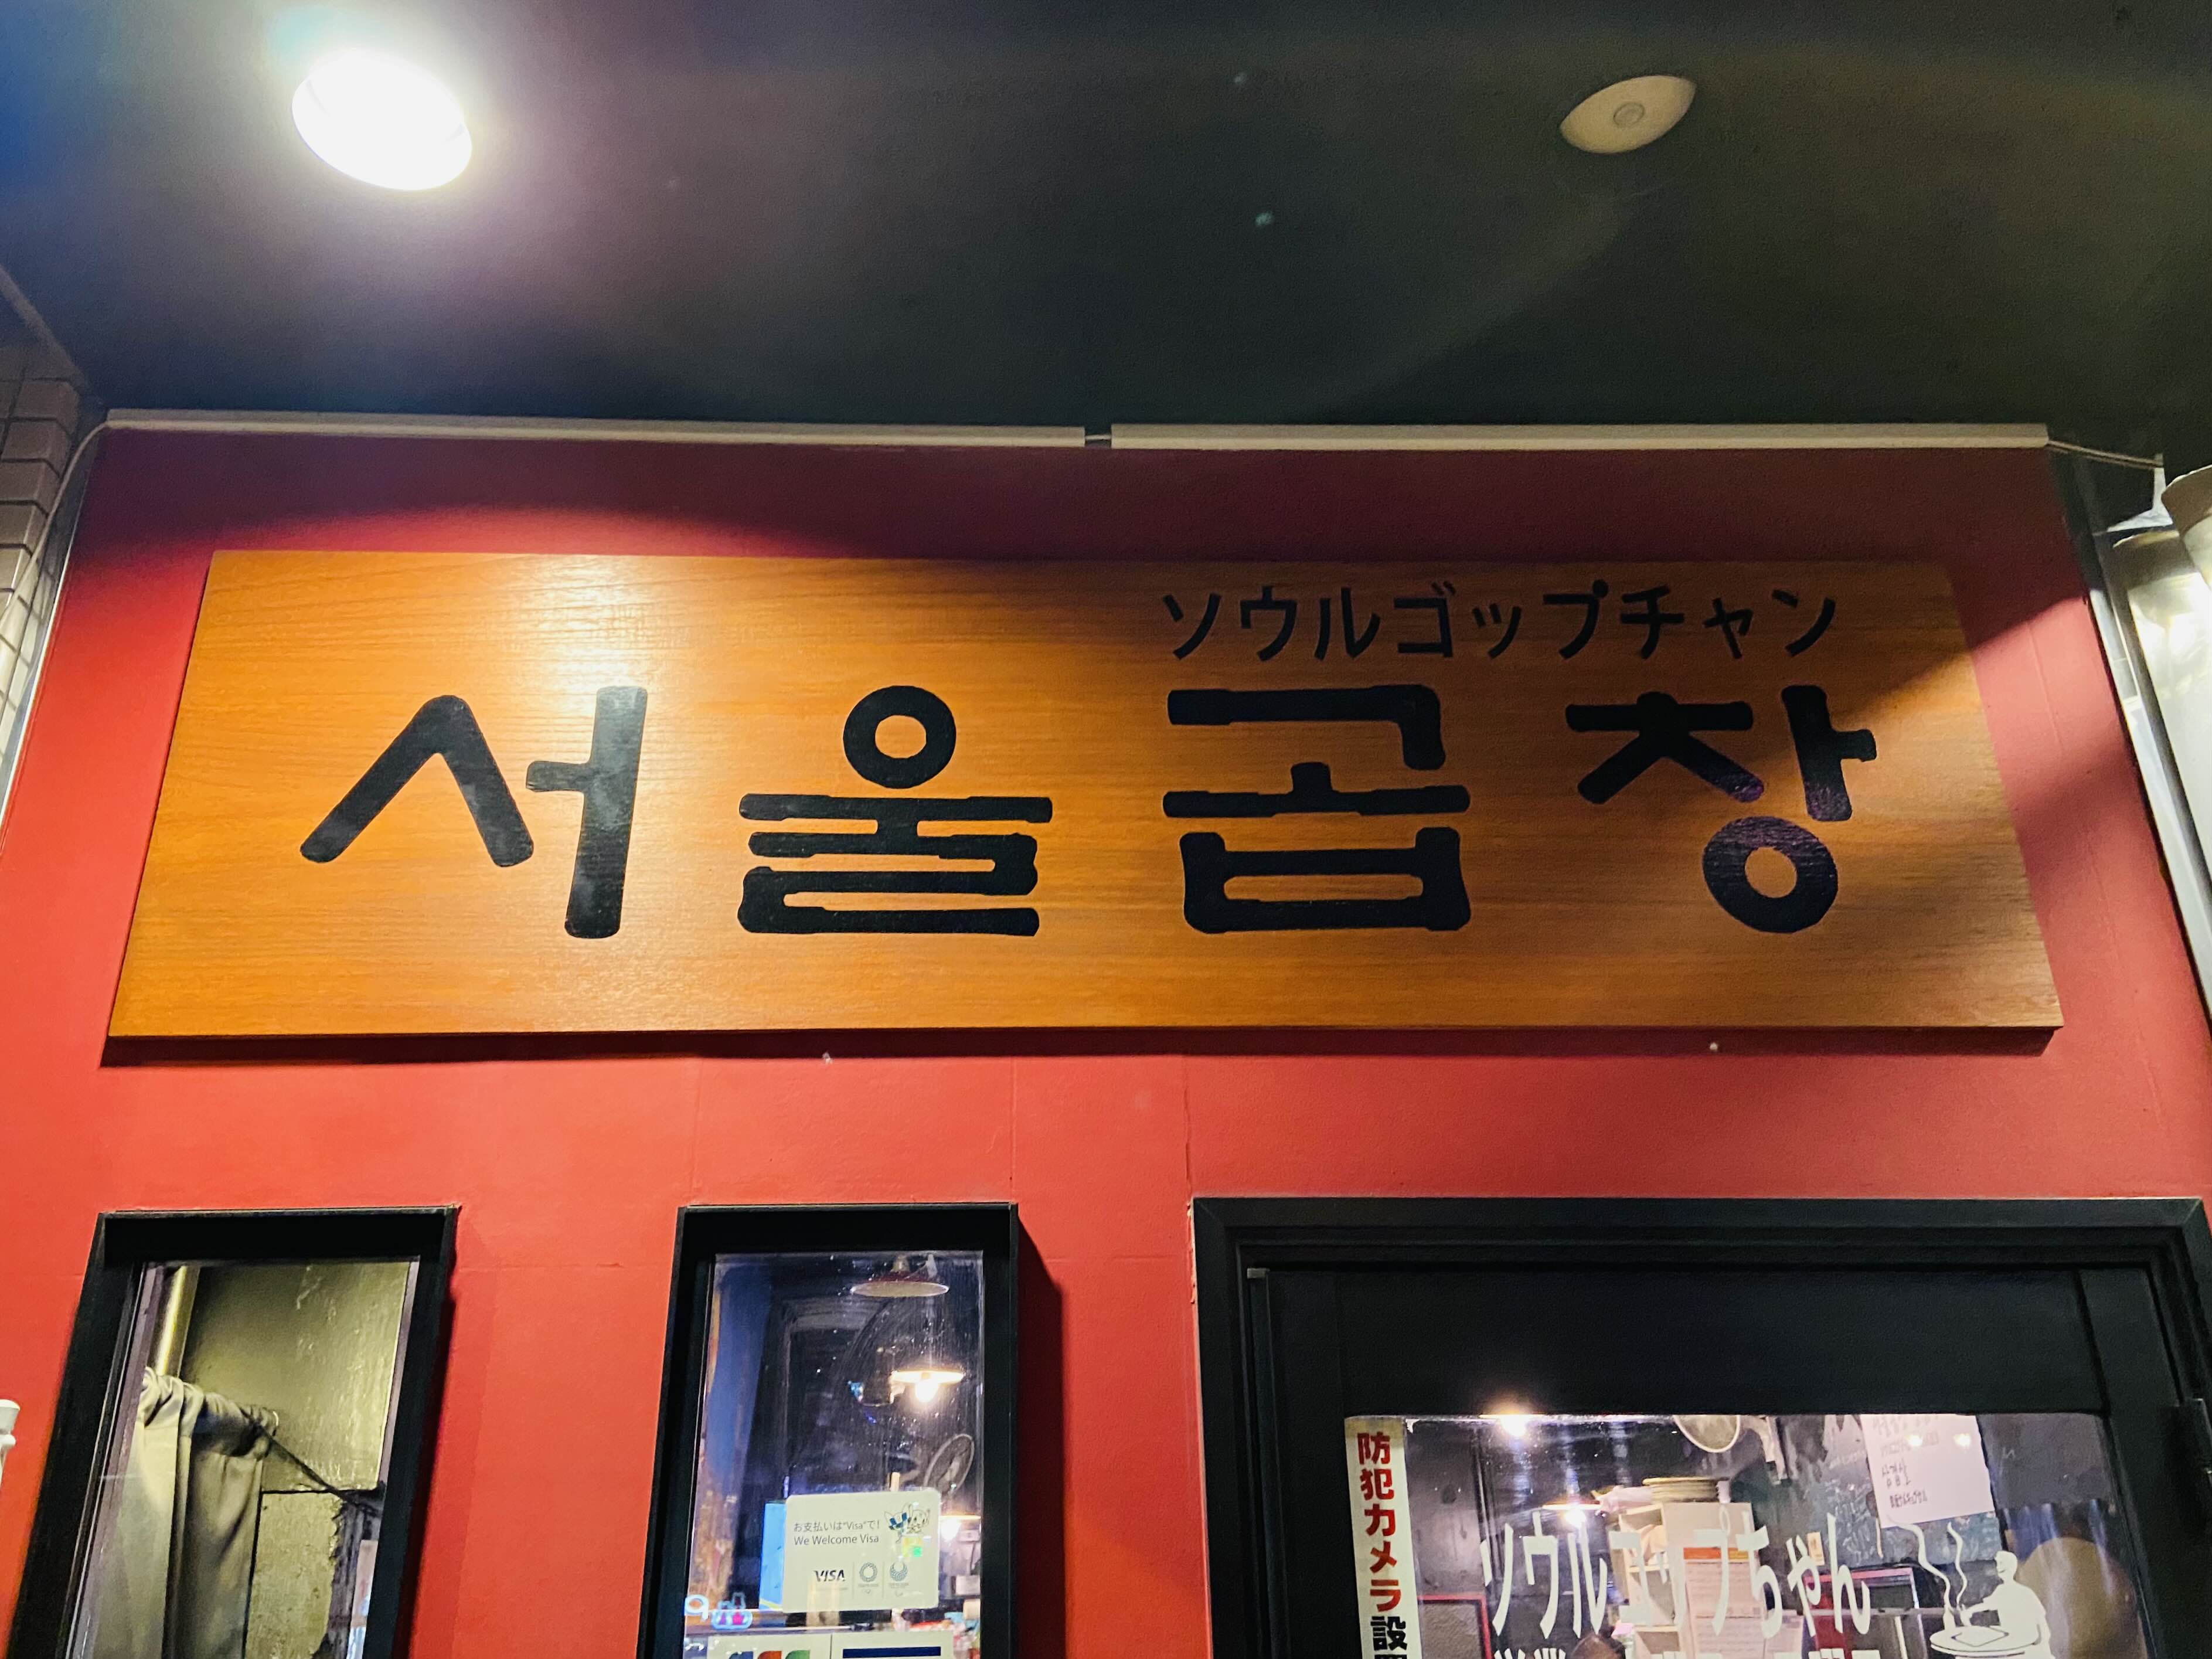 ソウルゴップチャン
서울곱창
お支払いは"Visa"で!
We Welcome Visa
VISA
防犯カメラ設
ソウルゴップちゃん